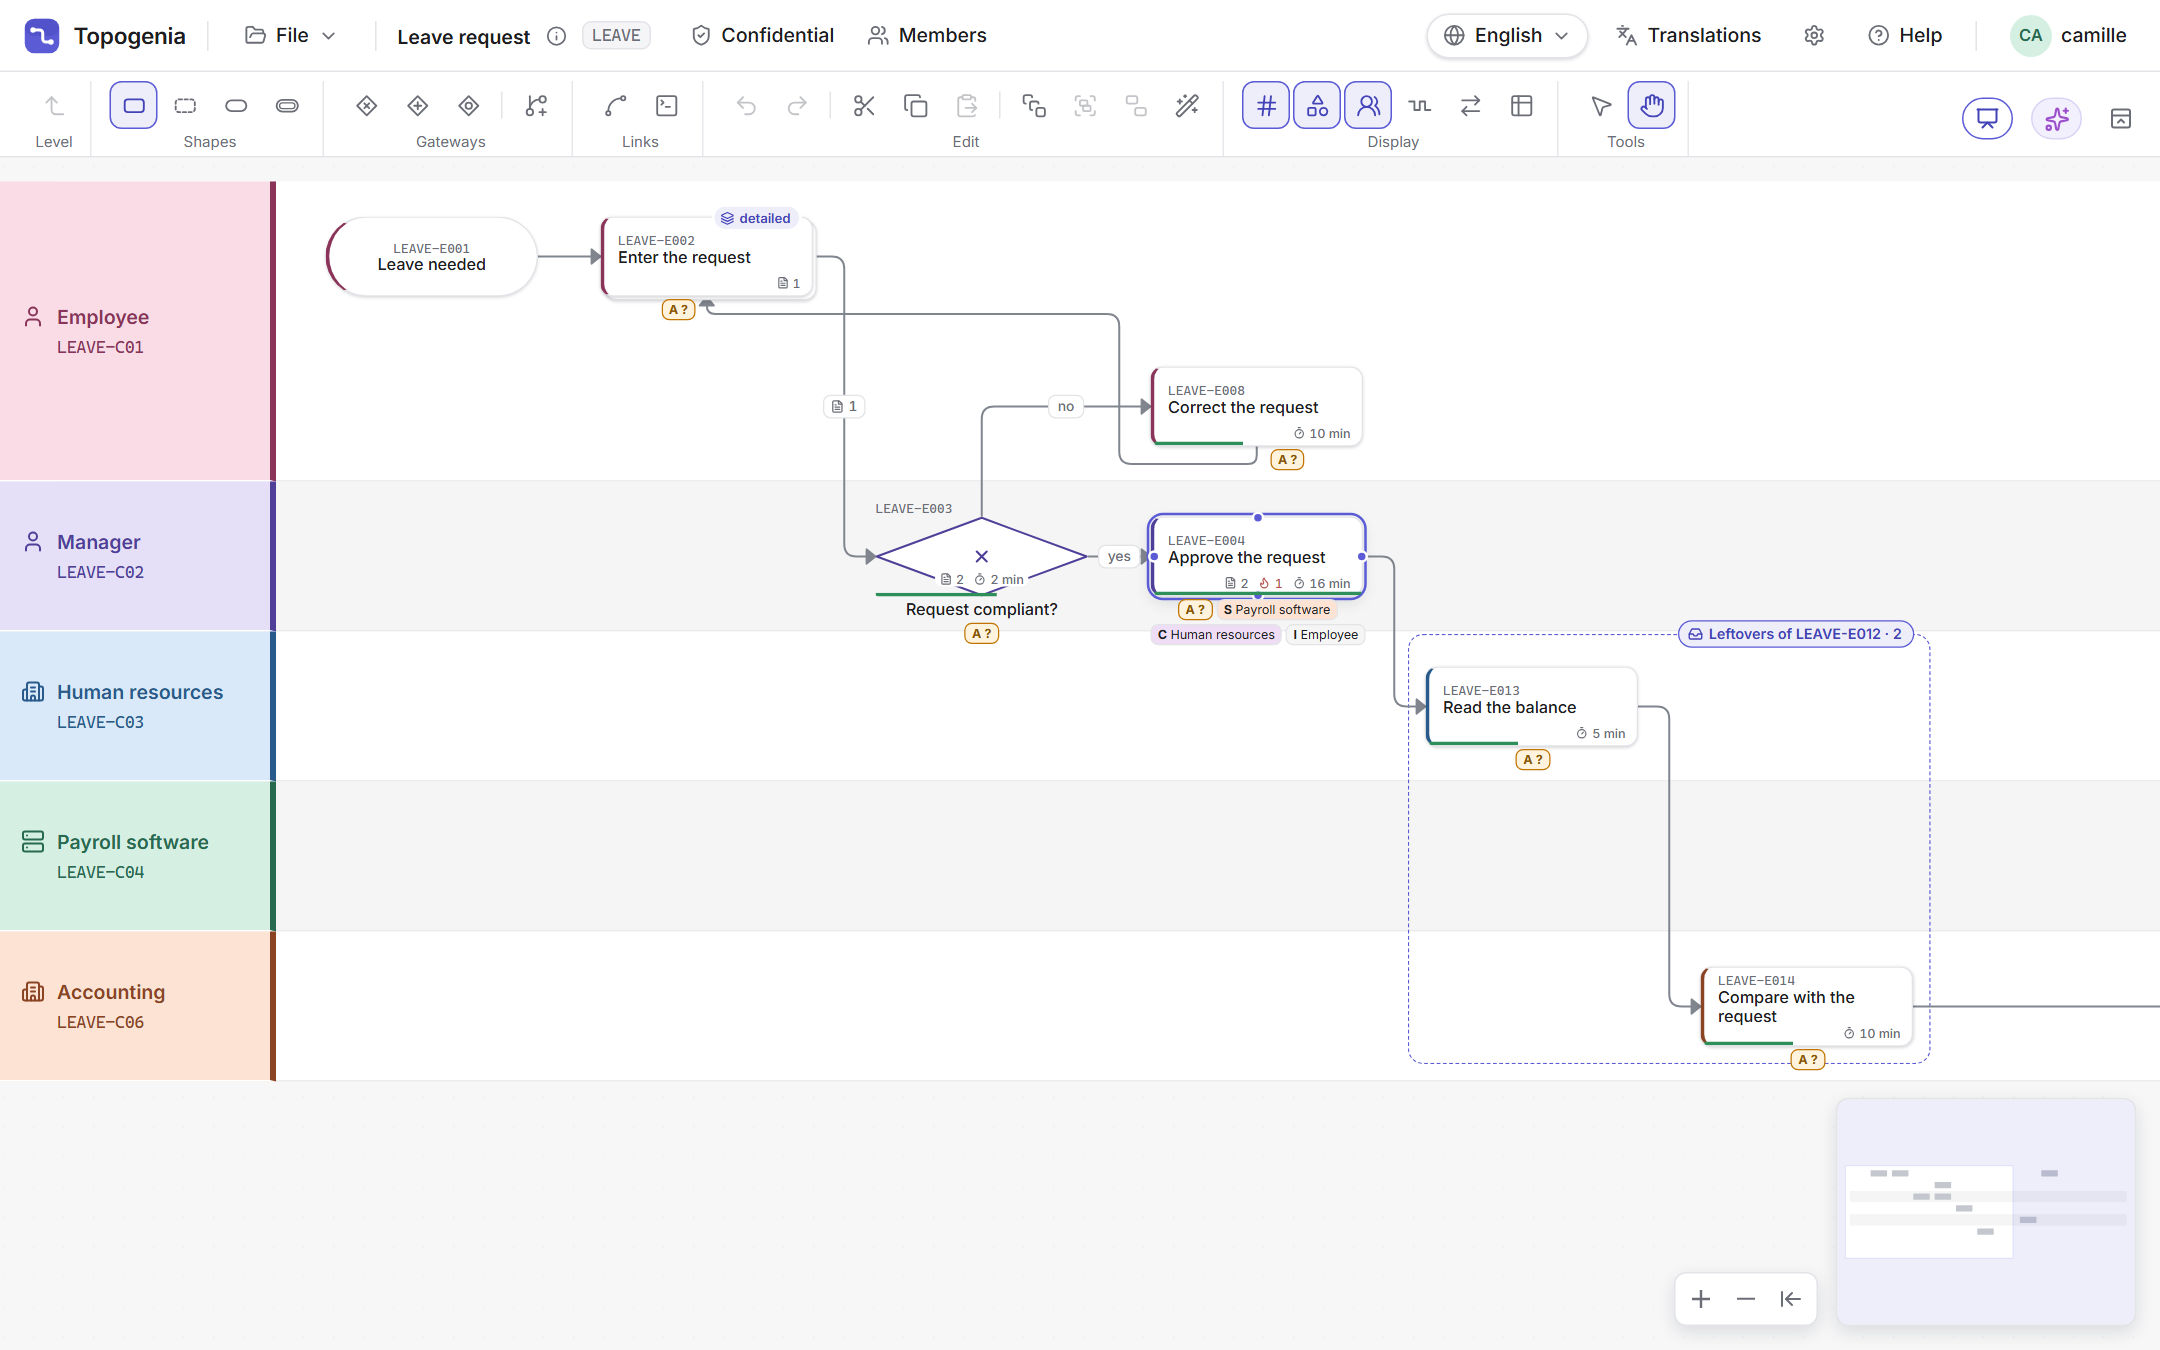 Topogenia
File
Leave request
LEAVE
Confidential
Members
English
Translations
Help
CA
camille
Level
Shapes
Gateways
Links
Edit
Display
Tools
Employee
LEAVE-C01
LEAVE-E001
Leave needed
detailed
LEAVE-E002
Enter the request
1
A ?
1
no
LEAVE-E008
Correct the request
10 min
A ?
Manager
LEAVE-C02
LEAVE-E003
2 2 min
Request compliant?
A ?
yes
LEAVE-E004
Approve the request
2 1 16 min
A ? S Payroll software
C Human resources I Employee
Human resources
LEAVE-C03
Leftovers of LEAVE-E012 · 2
LEAVE-E013
Read the balance
5 min
A ?
Payroll software
LEAVE-C04
Accounting
LEAVE-C06
LEAVE-E014
Compare with the
request
10 min
A ?